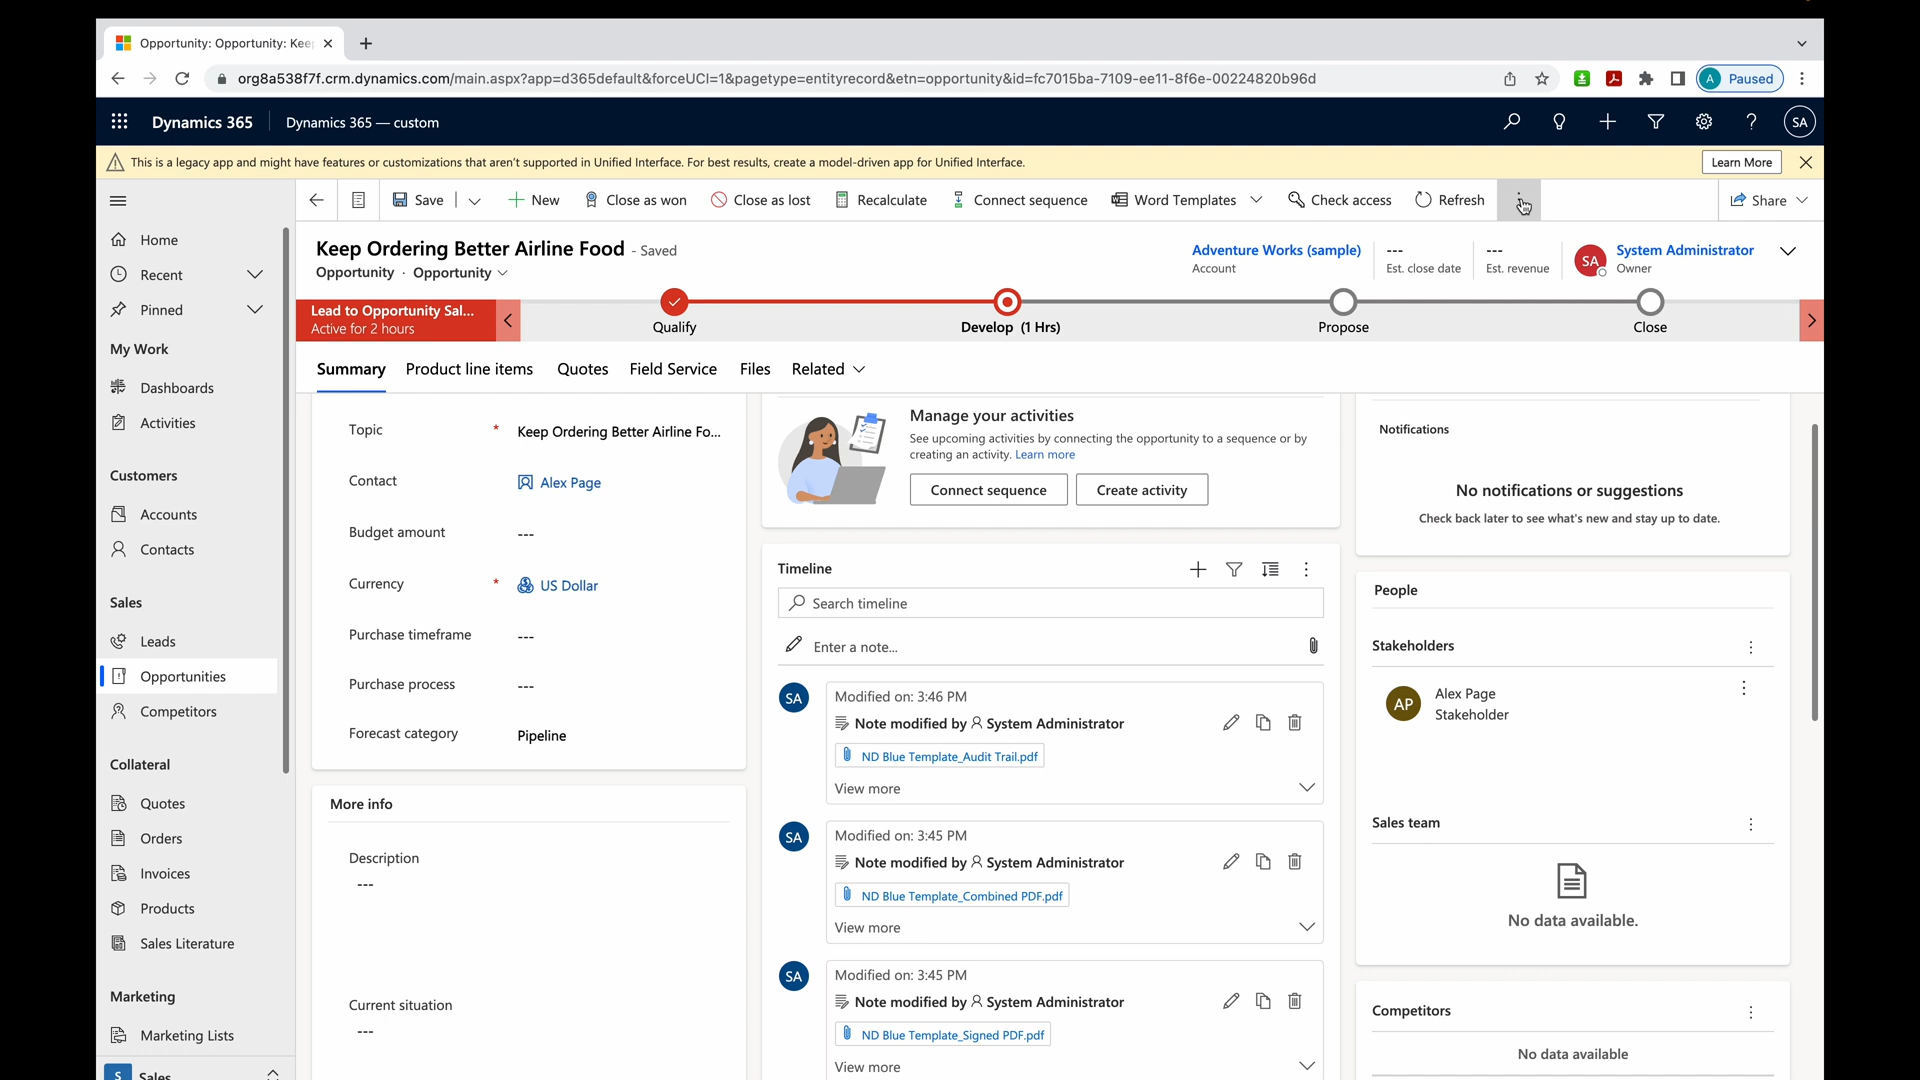 Opportunity: Opportunity: Kee
org8a538f7f.crm.dynamics.com/main.aspx?app=d365default&forceUCI=1&pagetype=entityrecord&etn=opportunity&id=fc7015ba-7109-ee11-8f6e-00224820b96d
A Paused
Dynamics 365 Dynamics 365 — custom
SA
This is a legacy app and might have features or customizations that aren't supported in Unified Interface. For best results, create a model-driven app for Unified Interface.
Learn More
Save New Close as won Close as lost Recalculate Connect sequence Word Templates Check access Refresh Share
Home
Recent
Pinned
My Work
Dashboards
Activities
Customers
Accounts
Contacts
Sales
Leads
Opportunities
Competitors
Collateral
Quotes
Orders
Invoices
Products
Sales Literature
Marketing
Marketing Lists
S Sales
Keep Ordering Better Airline Food - Saved
Opportunity · Opportunity
Adventure Works (sample)
Account
---
Est. close date
---
Est. revenue
SA
System Administrator
Owner
Lead to Opportunity Sal...
Active for 2 hours
Qualify
Develop (1 Hrs)
Propose
Close
Summary Product line items Quotes Field Service Files Related
Topic * Keep Ordering Better Airline Fo...
Contact Alex Page
Budget amount ---
Currency * US Dollar
Purchase timeframe ---
Purchase process ---
Forecast category Pipeline
More info
Description
---
Current situation
---
Manage your activities
See upcoming activities by connecting the opportunity to a sequence or by
creating an activity. Learn more
Connect sequence Create activity
Timeline
Search timeline
Enter a note...
SA
Modified on: 3:46 PM
Note modified by System Administrator
ND Blue Template_Audit Trail.pdf
View more
SA
Modified on: 3:45 PM
Note modified by System Administrator
ND Blue Template_Combined PDF.pdf
View more
SA
Modified on: 3:45 PM
Note modified by System Administrator
ND Blue Template_Signed PDF.pdf
View more
Notifications
No notifications or suggestions
Check back later to see what's new and stay up to date.
People
Stakeholders
AP
Alex Page
Stakeholder
Sales team
No data available.
Competitors
No data available